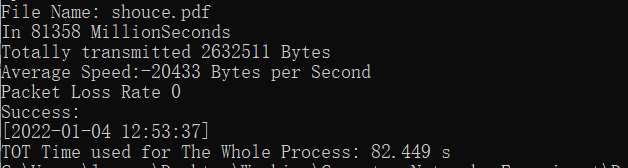 File Name: shouce.pdf
In 81358 MillionSeconds
Totally transmitted 2632511 Bytes
Average Speed:-20433 Bytes per Second
Packet Loss Rate 0
Success:
[2022-01-04 12:53:37]
TOT Time used for The Whole Process: 82.449 s